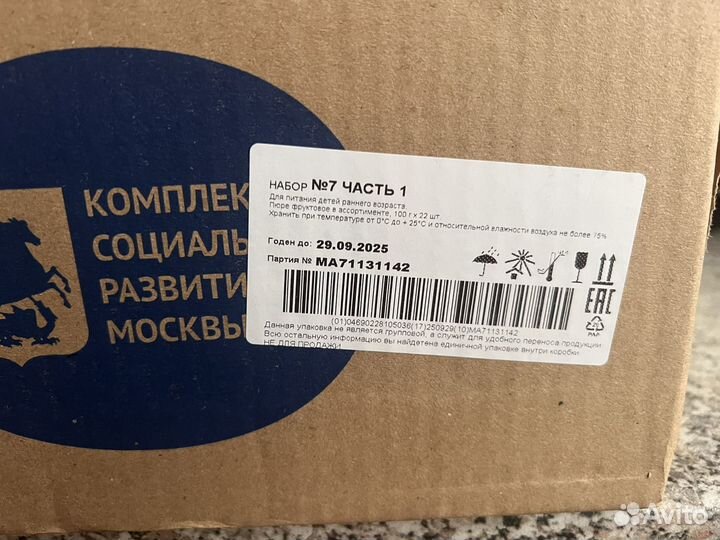 КОМПЛЕК
СОЦИАЛЬ
РАЗВИТИ
МОСКВЫ
НАБОР №7 ЧАСТЬ 1
Для питания детей раннего возраста.
Пюре фруктовое в ассортименте, 100 г х 22 шт.
Хранить при температуре от 0°С до + 25°С и относительной влажности воздуха не более 75%
Годен до: 29.09.2025
Партия № МА71131142
EAC
PAP
(01)04690228105036(17)250929(10)MA71131142
Данная упаковка не является групповой, а служит для удобного переноса продукции.
Всю остальную информацию вы найдете на единичной упаковке внутри коробки.
НЕ ДЛЯ ПРОДАЖИ
Avito